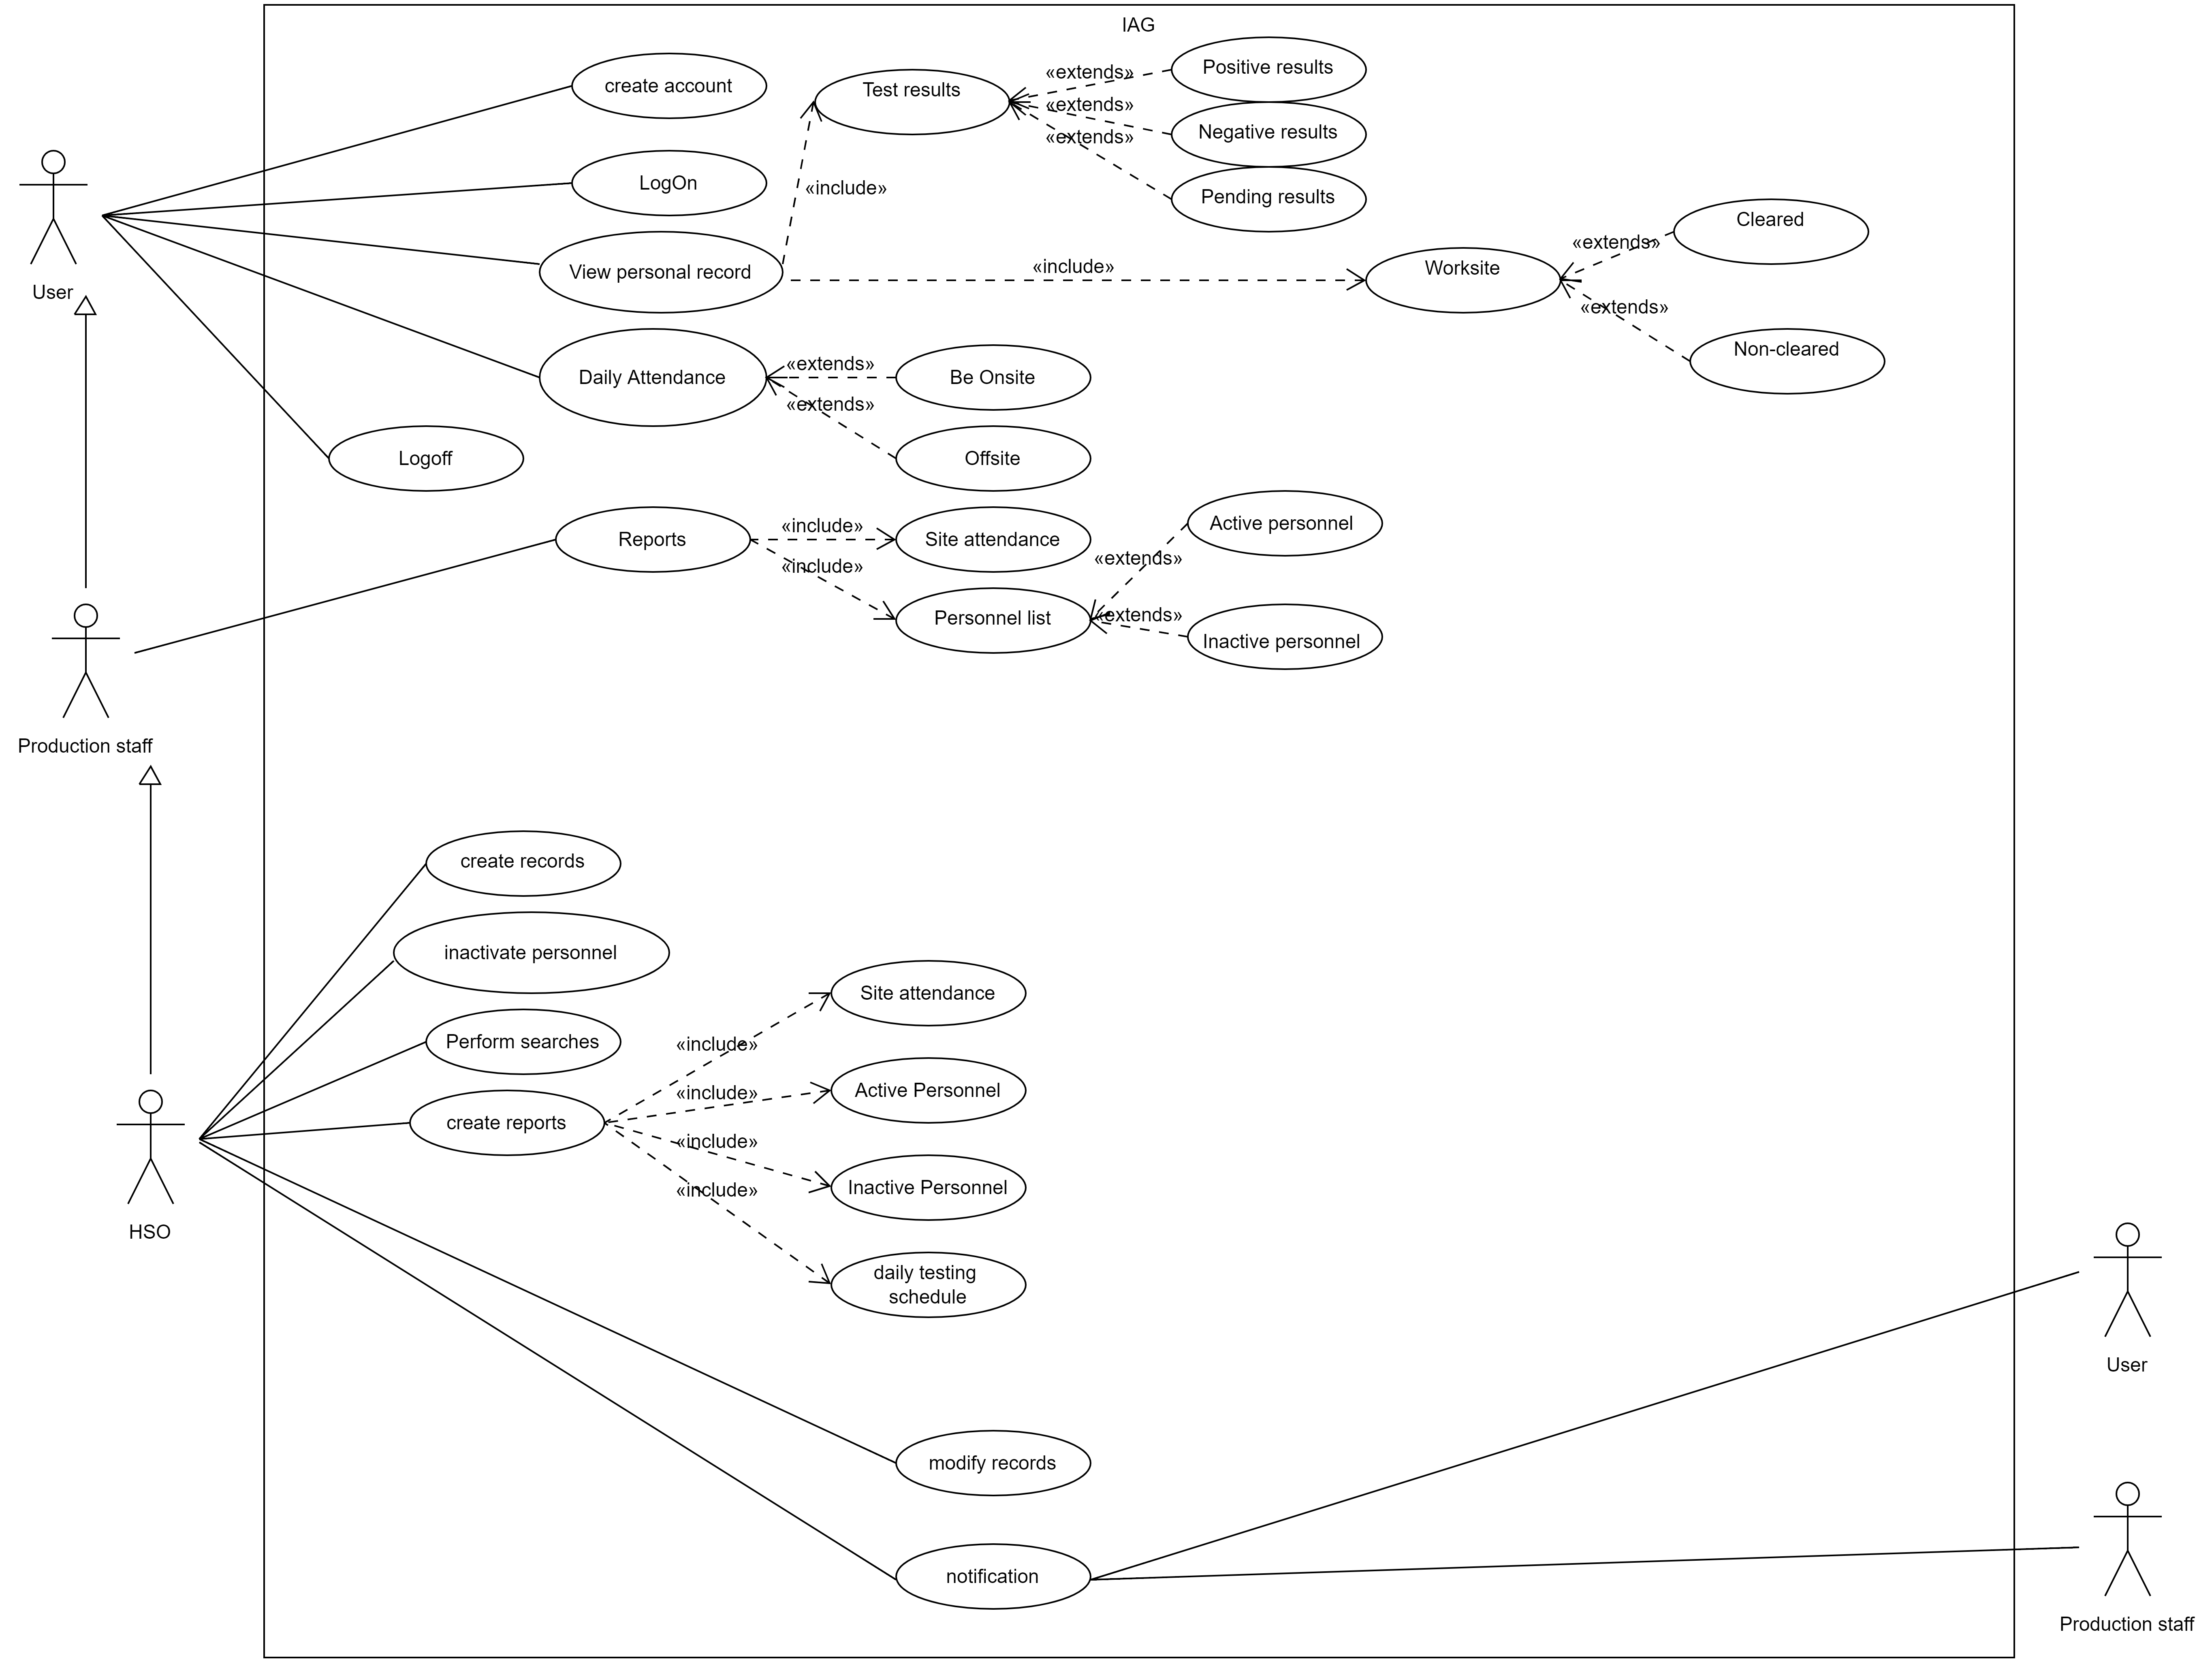 IAG
create account
Test results
«extends»
Positive results
«extends»
Negative results
«extends»
Pending results
LogOn
«include»
User
View personal record
«include»
Worksite
«extends»
Cleared
«extends»
Non-cleared
Daily Attendance
«extends»
Be Onsite
«extends»
Offsite
Logoff
Reports
«include»
Site attendance
«include»
Personnel list
«extends»
Active personnel
«extends»
Inactive personnel
Production staff
create records
inactivate personnel
Perform searches
create reports
«include»
Site attendance
«include»
Active Personnel
«include»
Inactive Personnel
«include»
daily testing
schedule
HSO
User
modify records
notification
Production staff